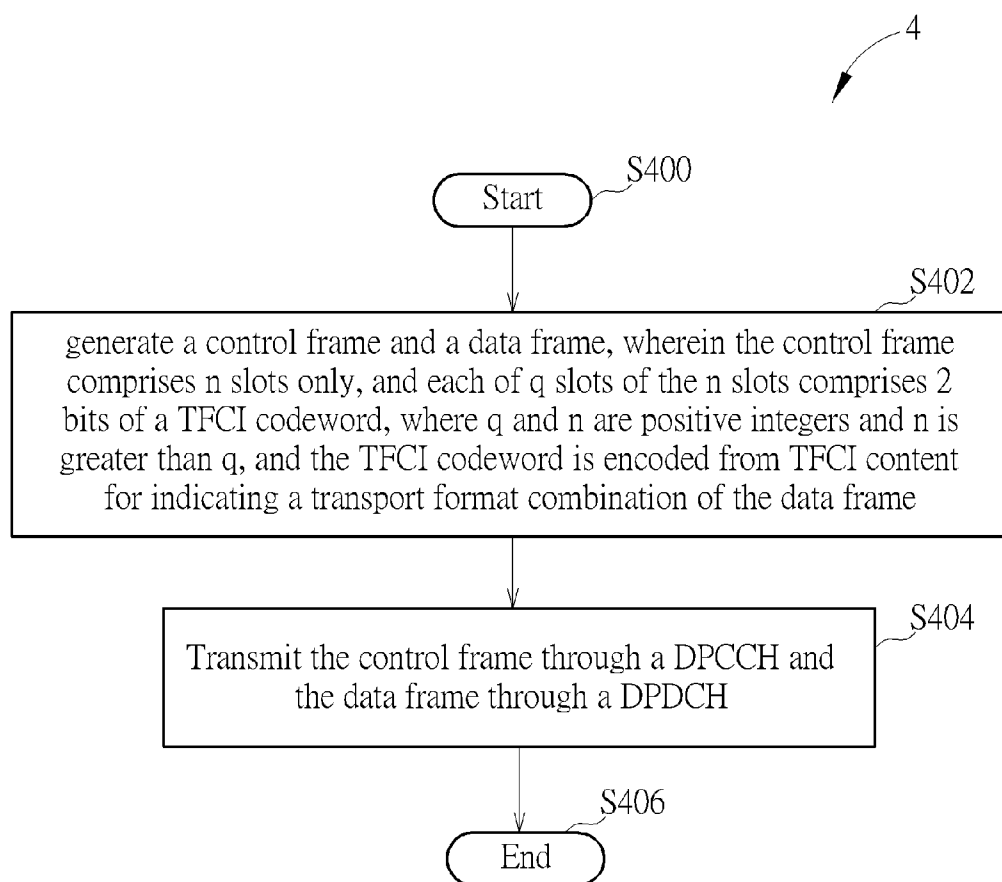 4
S400
Start
S402
generate a control frame and a data frame, wherein the control frame
comprises n slots only, and each of q slots of the n slots comprises 2
bits of a TFCI codeword, where q and n are positive integers and n is
greater than q, and the TFCI codeword is encoded from TFCI content
for indicating a transport format combination of the data frame
S404
Transmit the control frame through a DPCCH and
the data frame through a DPDCH
S406
End